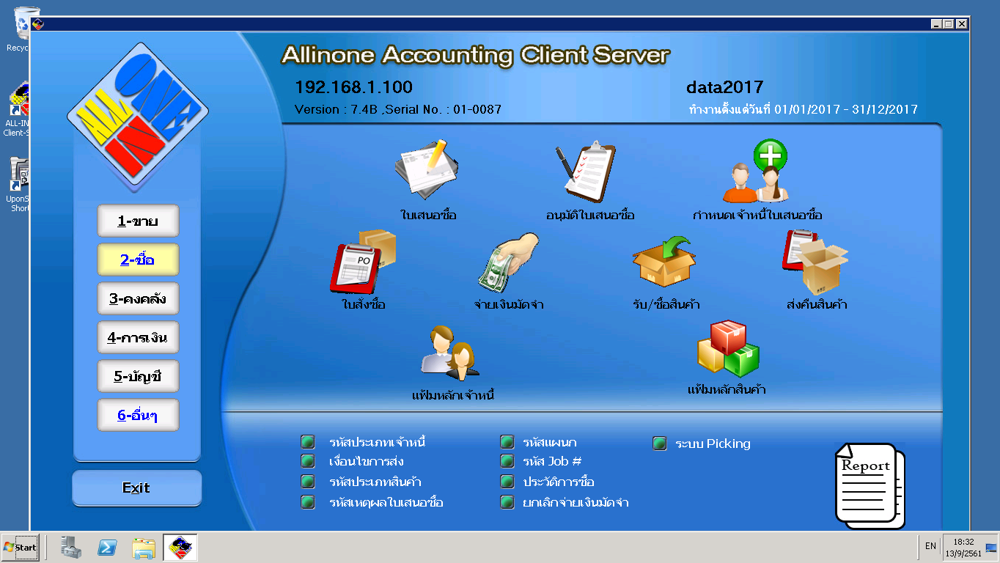 Recyc
ALL-IN
Client-S
UponS
Short
ALL
ONE
IN
Allinone Accounting Client Server
192.168.1.100
data2017
Version : 7.4B ,Serial No. : 01-0087
ทำงานตั้งแต่วันที่ 01/01/2017 - 31/12/2017
1-ขาย
2-ซื้อ
3-คงคลัง
4-การเงิน
5-บัญชี
6-อื่นๆ
Exit
ใบเสนอซื้อ
อนุมัติใบเสนอซื้อ
กำหนดเจ้าหนี้ใบเสนอซื้อ
PO
ใบสั่งซื้อ
จ่ายเงินมัดจำ
รับ/ซื้อสินค้า
ส่งคืนสินค้า
แฟ้มหลักเจ้าหนี้
แฟ้มหลักสินค้า
รหัสประเภทเจ้าหนี้
เงื่อนไขการส่ง
รหัสประเภทสินค้า
รหัสเหตุผลใบเสนอซื้อ
รหัสแผนก
รหัส Job #
ประวัติการซื้อ
ยกเลิกจ่ายเงินมัดจำ
ระบบ Picking
Report
Start
EN
18:32
13/9/2561